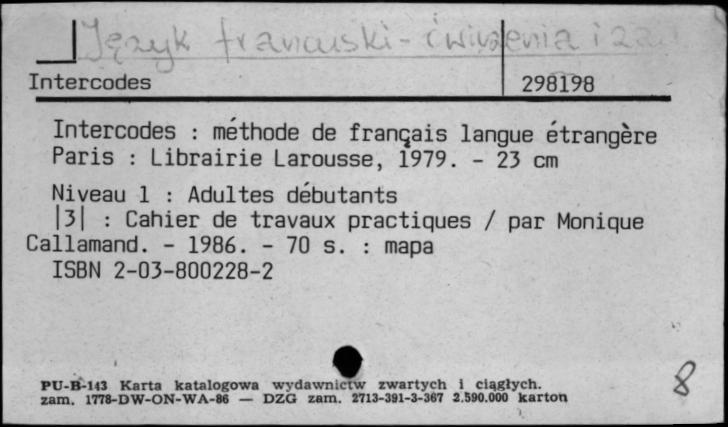 Język francuski - ćwiczenia i
Intercodes 298198
Intercodes : méthode de français langue étrangère
Paris : Librairie Larousse, 1979. - 23 cm
Niveau 1 : Adultes débutants
|3| : Cahier de travaux practiques / par Monique
Callamand. - 1986. - 70 s. : mapa
ISBN 2-03-800228-2
PU-B-143 Karta katalogowa wydawnictw zwartych i ciągłych.
zam. 1778-DW-ON-WA-86 — DZG zam. 2713-391-3-367 2.590.000 karton
8